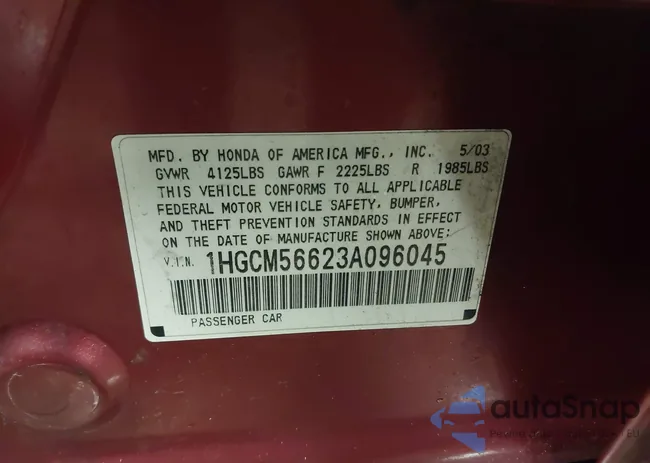 MFD. BY HONDA OF AMERICA MFG., INC. 5/03
GVWR 4125LBS GAWR F 2225LBS R 1985LBS
THIS VEHICLE CONFORMS TO ALL APPLICABLE
FEDERAL MOTOR VEHICLE SAFETY, BUMPER,
AND THEFT PREVENTION STANDARDS IN EFFECT
ON THE DATE OF MANUFACTURE SHOWN ABOVE.
V.I.N. 1HGCM56623A096045
PASSENGER CAR
autoSnap